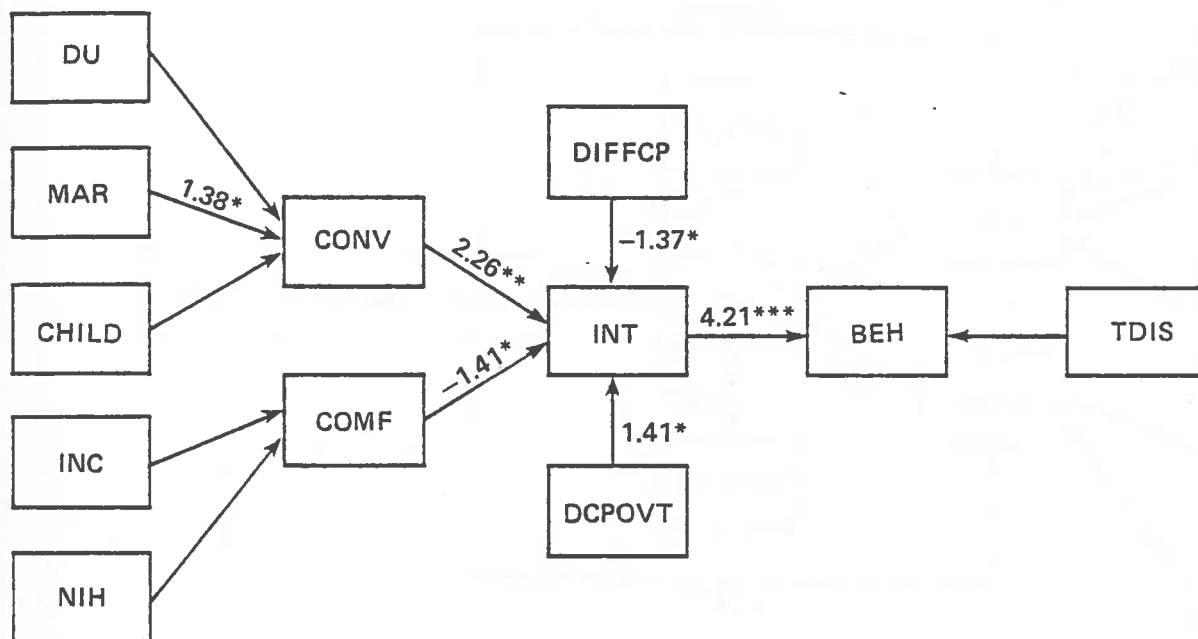 DU
MAR
1.38*
CHILD
INC
NIH
CONV
COMF
2.26**
−1.41*
DIFFCP
−1.37*
INT
1.41*
DCPOVT
4.21***
BEH
TDIS